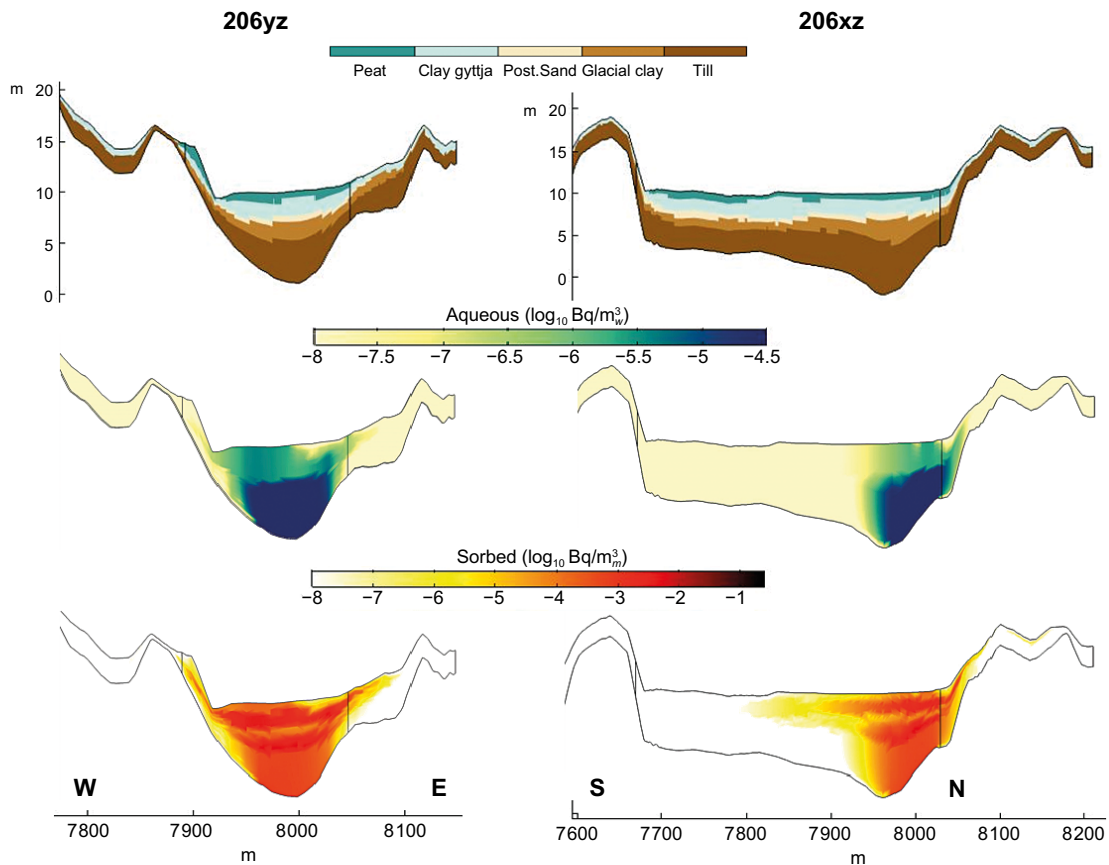 206yz 206xz
Peat Clay gyttja Post.Sand Glacial clay Till
m
20
15
10
5
0
m
20
15
10
5
0
Aqueous (log₁₀ Bq/m³w)
−8 −7.5 −7 −6.5 −6 −5.5 −5 −4.5
Sorbed (log₁₀ Bq/m³m)
−8 −7 −6 −5 −4 −3 −2 −1
W E S N
7800 7900 8000 8100
m
7600 7700 7800 7900 8000 8100 8200
m